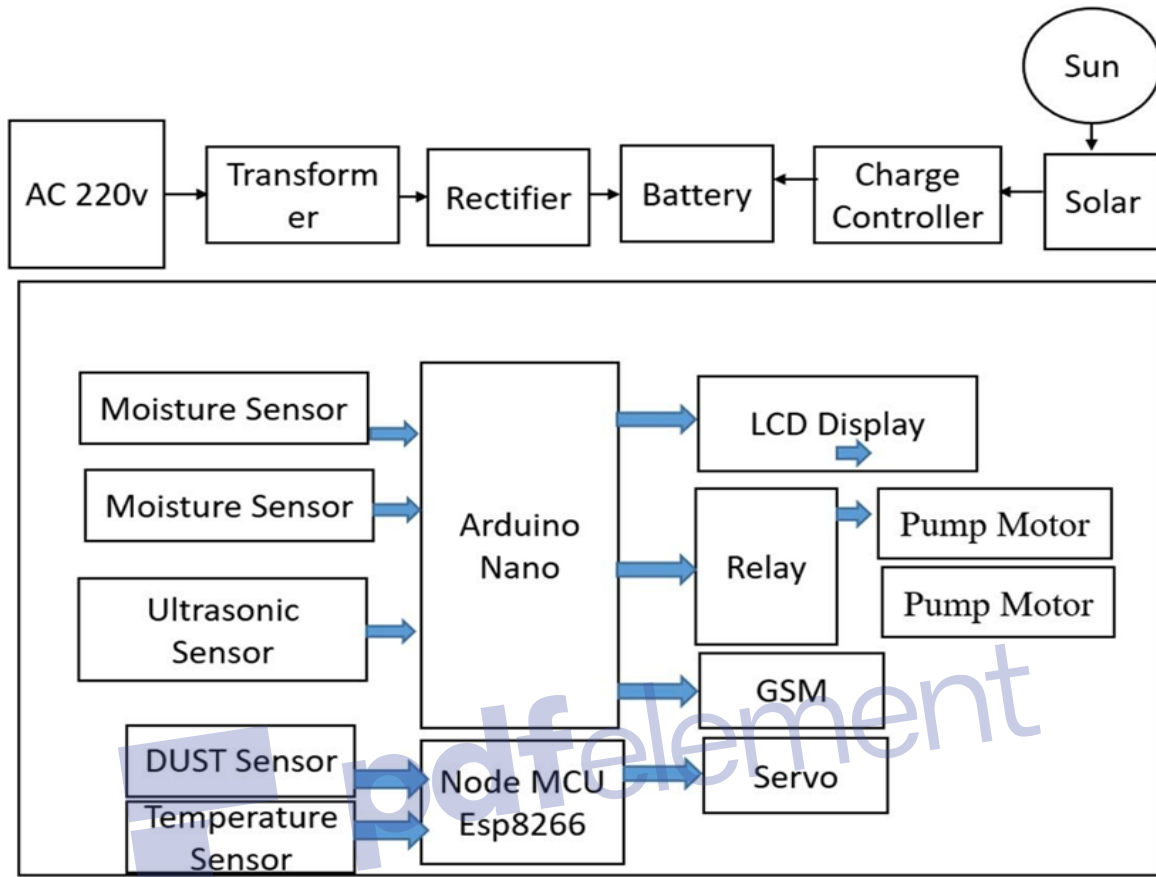 Sun
AC 220v
Transform
er
Rectifier
Battery
Charge
Controller
Solar
Moisture Sensor
Moisture Sensor
Ultrasonic
Sensor
DUST Sensor
Temperature
Sensor
Arduino
Nano
Node MCU
Esp8266
LCD Display
Relay
Pump Motor
Pump Motor
GSM
Servo
pdfelement